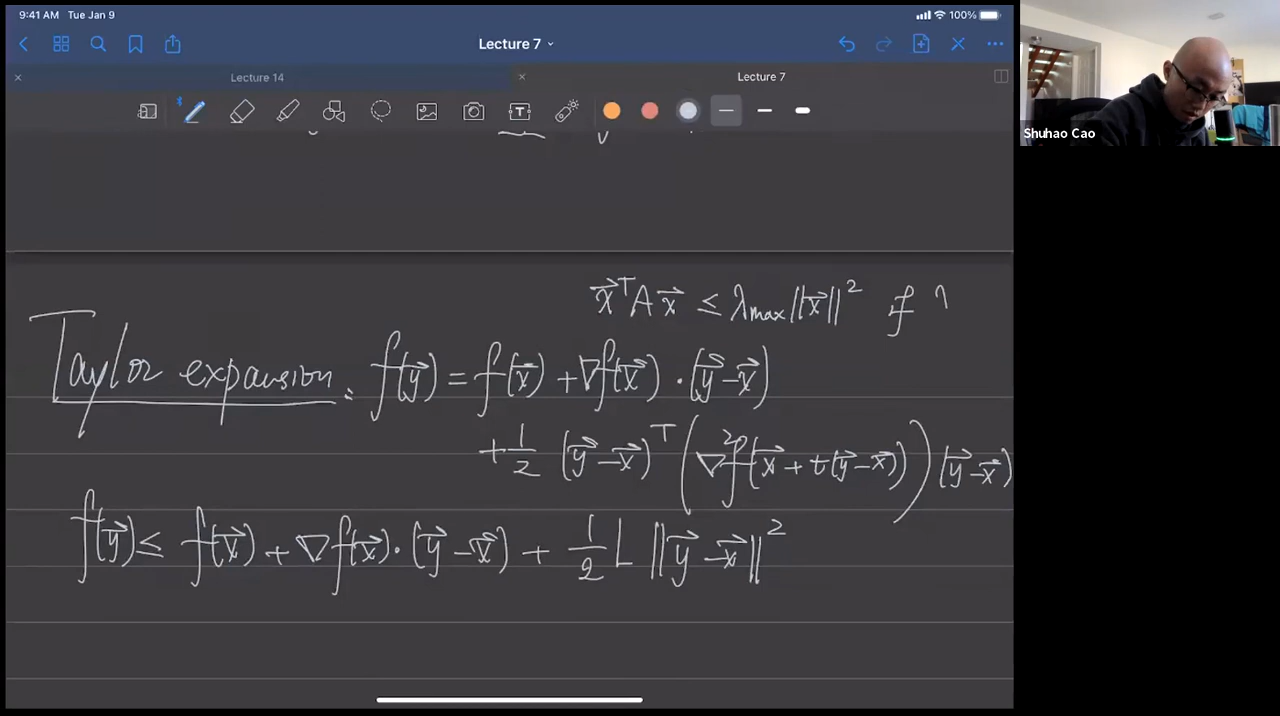 9:41 AM Tue Jan 9
100%
Lecture 7
Lecture 14
Lecture 7
Shuhao Cao
x⃗ᵀAx⃗ ≤ λmax‖x⃗‖² if
Taylor expansion: f(y⃗) = f(x⃗) + ∇f(x⃗)·(y⃗−x⃗)
+ 1/2 (y⃗−x⃗)ᵀ(∇²f(x⃗+t(y⃗−x⃗)))(y⃗−x⃗)
f(y⃗) ≤ f(x⃗) + ∇f(x⃗)·(y⃗−x⃗) + 1/2 L ‖y⃗−x⃗‖²